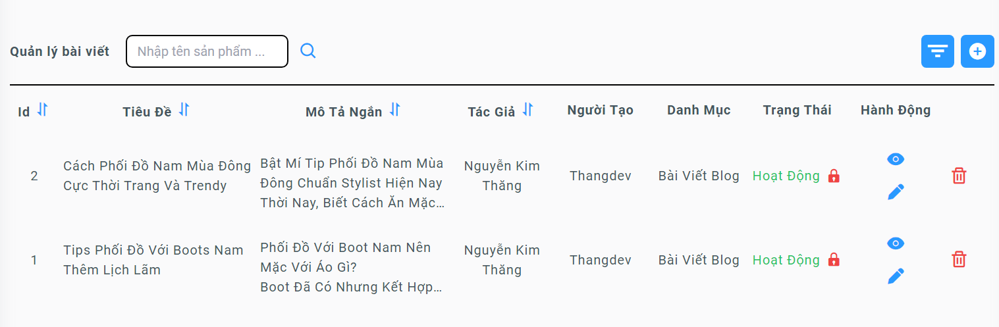 Quản lý bài viết Nhập tên sản phẩm ...
Id Tiêu Đề Mô Tả Ngắn Tác Giả Người Tạo Danh Mục Trạng Thái Hành Động
2
Cách Phối Đồ Nam Mùa Đông
Cực Thời Trang Và Trendy
Bật Mí Tip Phối Đồ Nam Mùa
Đông Chuẩn Stylist Hiện Nay
Thời Nay, Biết Cách Ăn Mặc...
Nguyễn Kim
Thăng
Thangdev
Bài Viết Blog
Hoạt Động
1
Tips Phối Đồ Với Boots Nam
Thêm Lịch Lãm
Phối Đồ Với Boot Nam Nên
Mặc Với Áo Gì?
Boot Đã Có Nhưng Kết Hợp...
Nguyễn Kim
Thăng
Thangdev
Bài Viết Blog
Hoạt Động